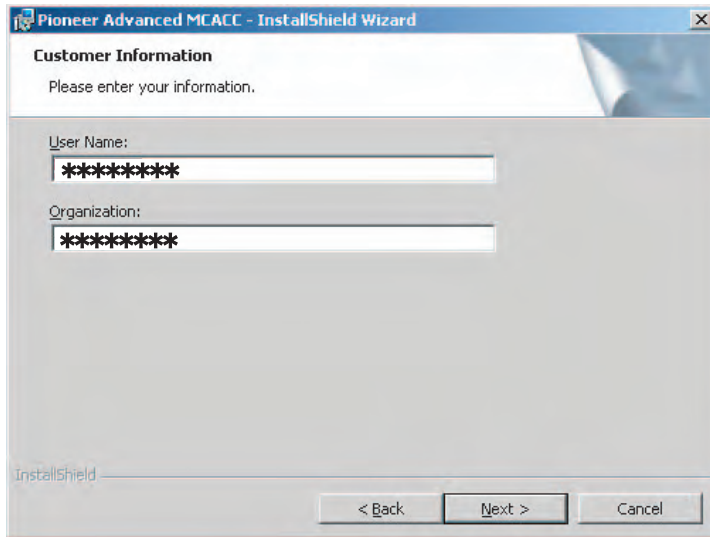 Pioneer Advanced MCACC - InstallShield Wizard
Customer Information
Please enter your information.
User Name:
********
Organization:
********
InstallShield
< Back Next > Cancel